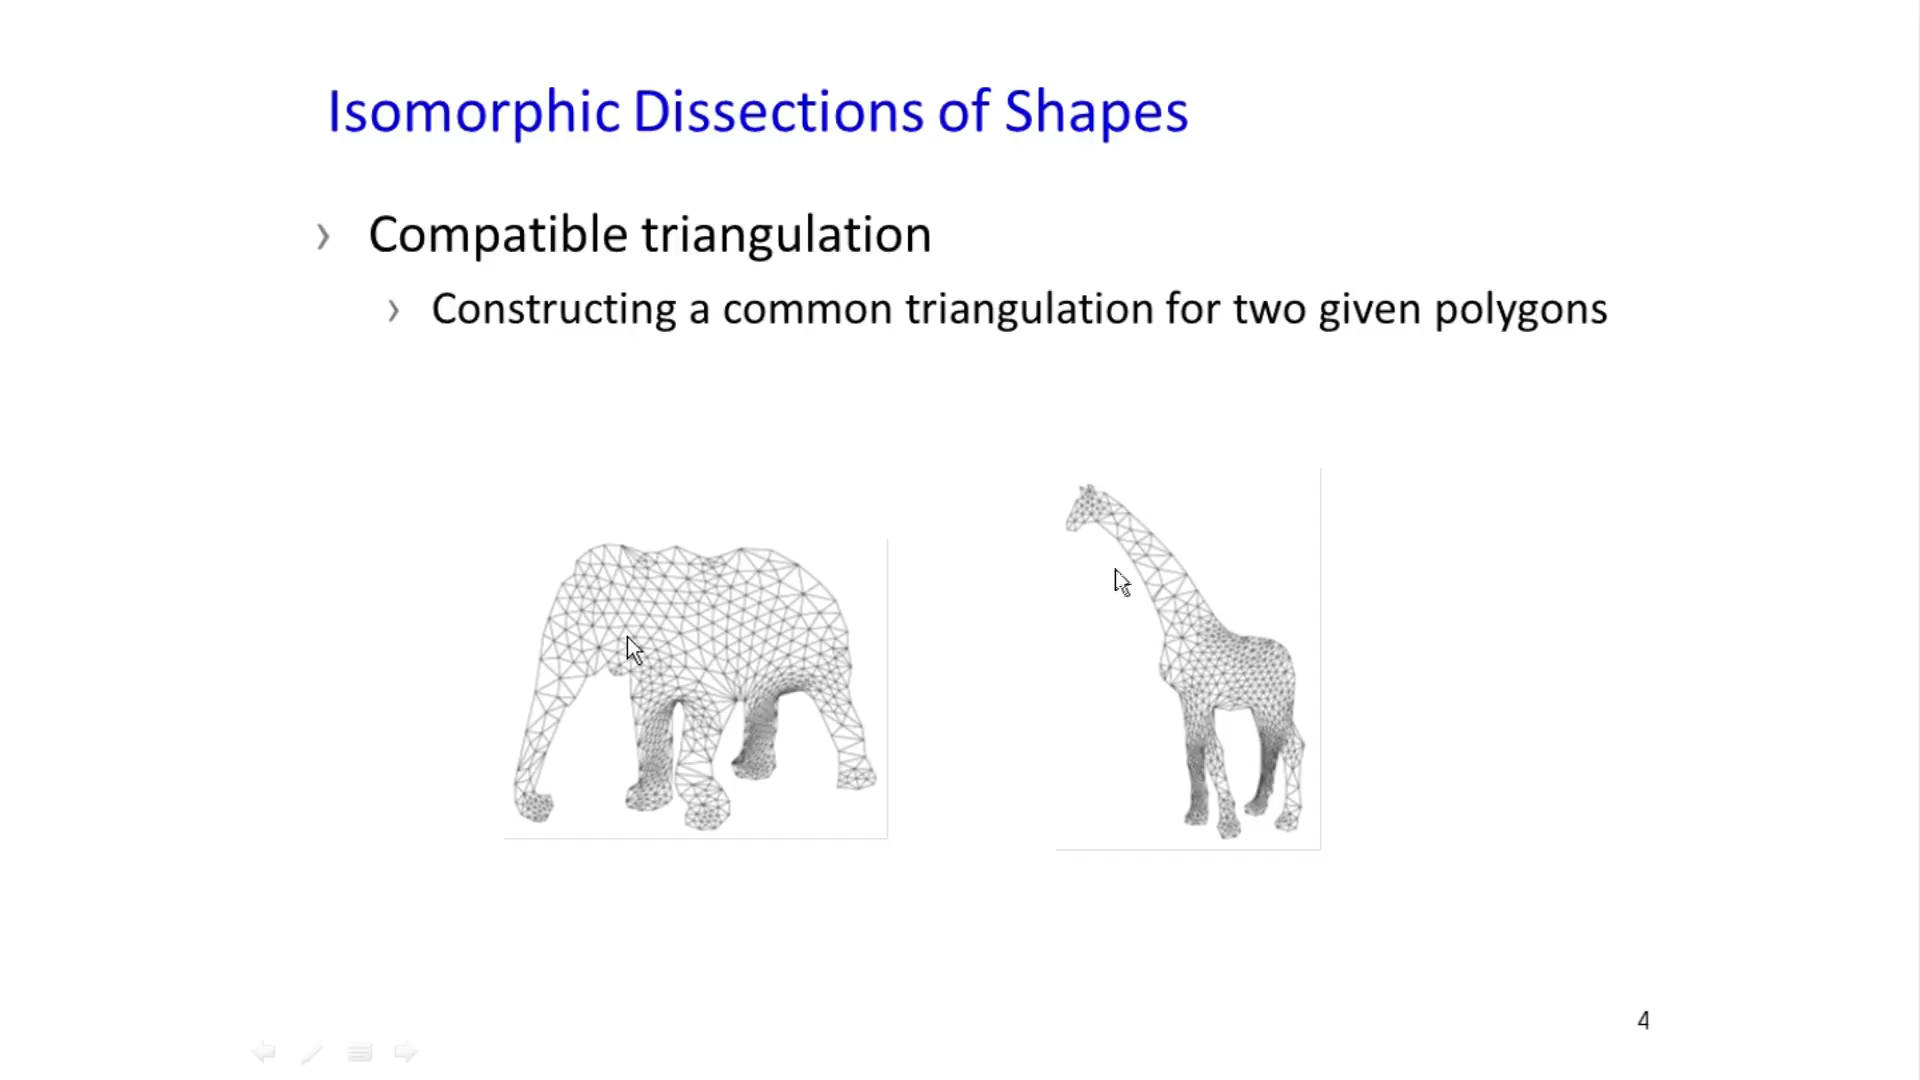 Isomorphic Dissections of Shapes
› Compatible triangulation
› Constructing a common triangulation for two given polygons
4